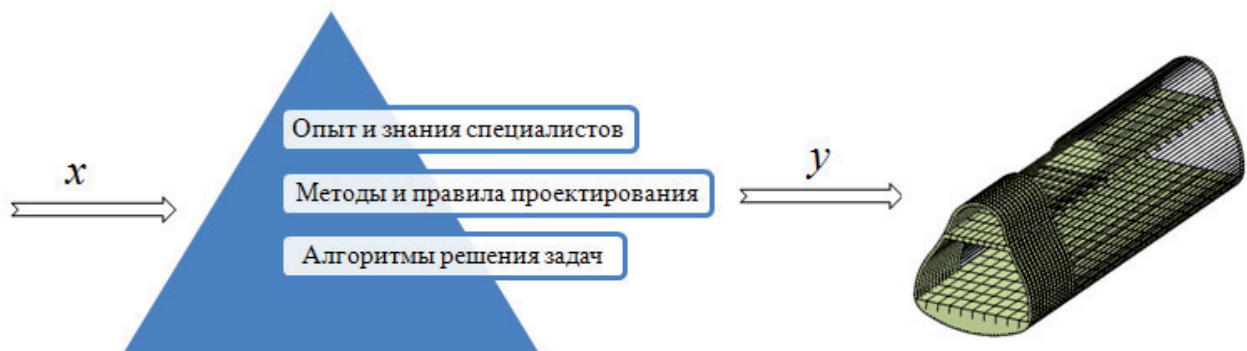 x
Опыт и знания специалистов
Методы и правила проектирования
Алгоритмы решения задач
y